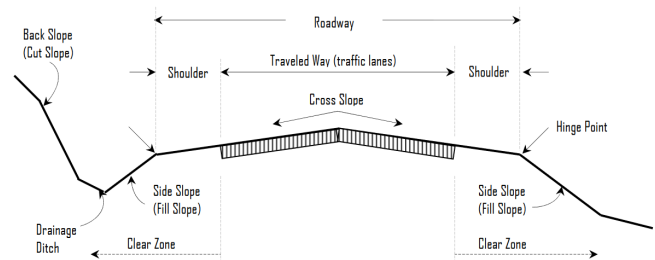 Roadway
Back Slope
(Cut Slope)
Shoulder
Traveled Way (traffic lanes)
Shoulder
Cross Slope
Hinge Point
Side Slope
(Fill Slope)
Side Slope
(Fill Slope)
Drainage
Ditch
Clear Zone
Clear Zone